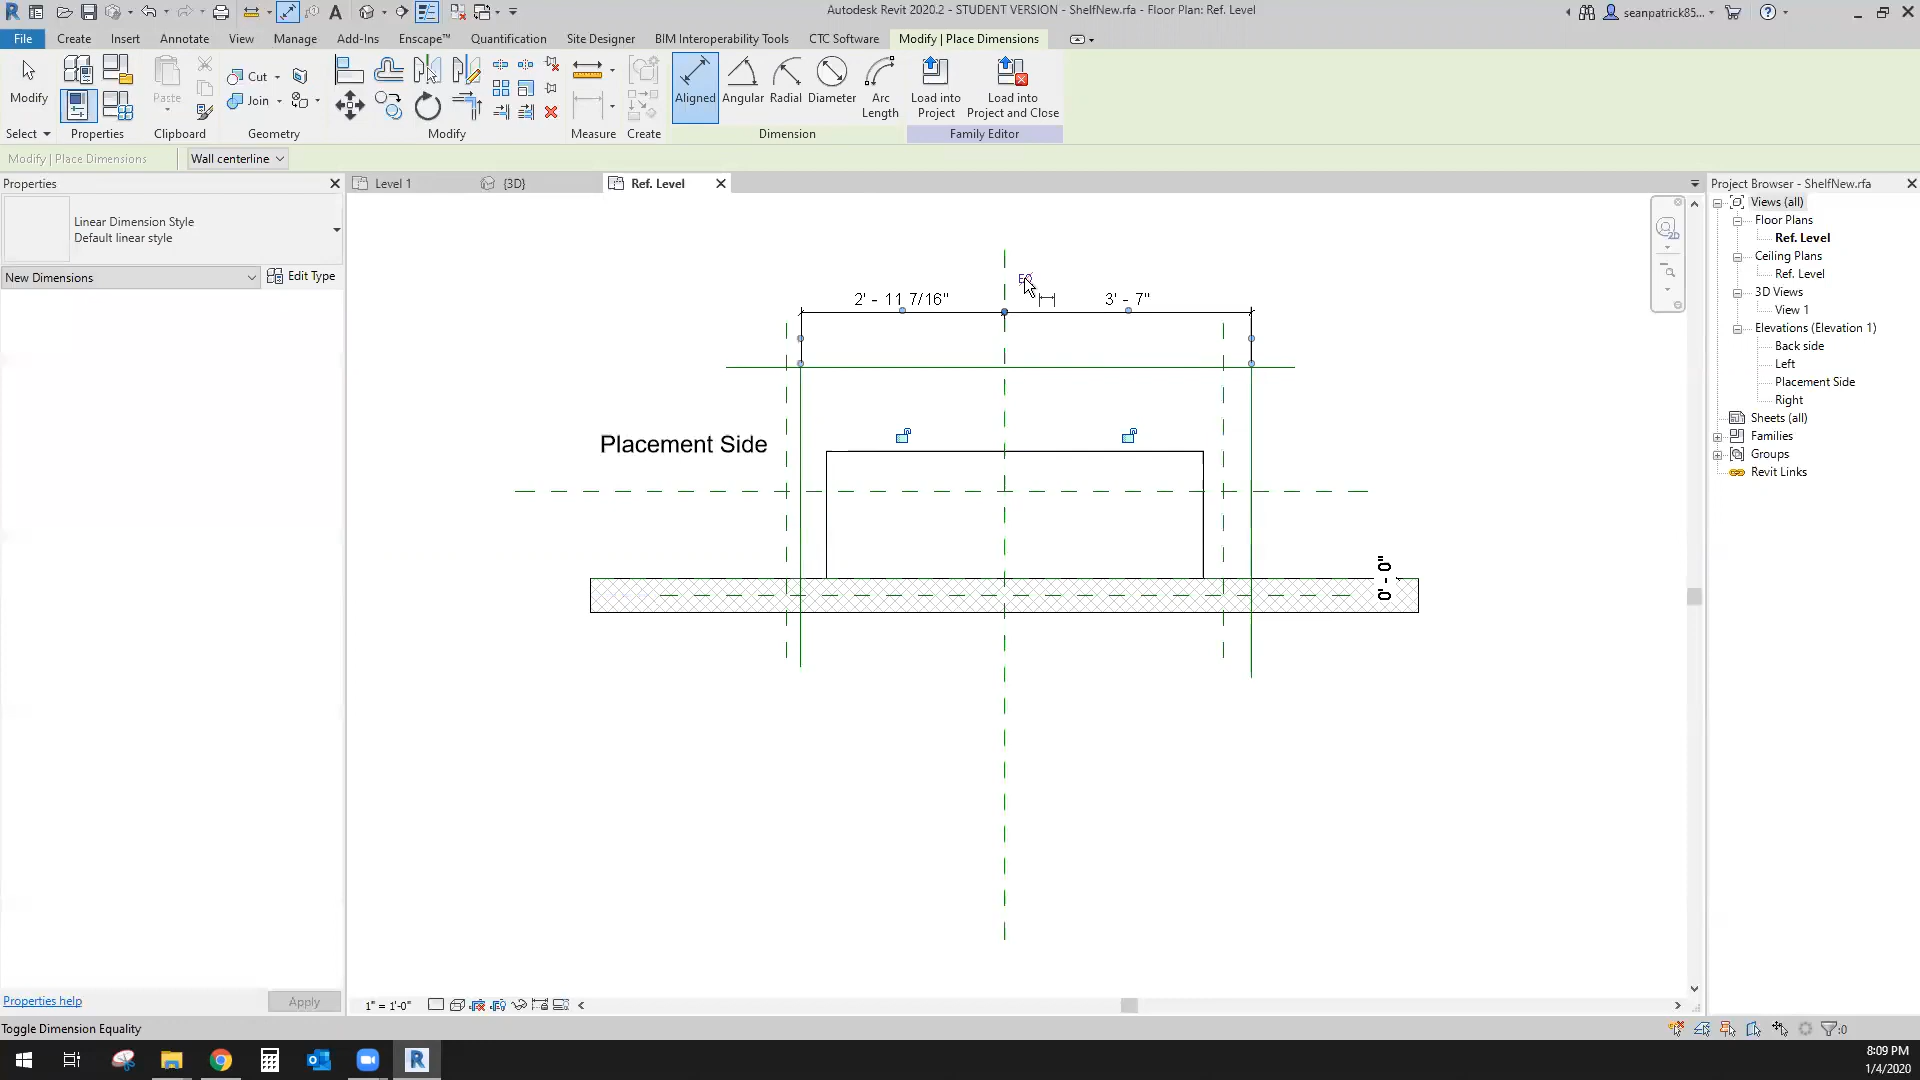 Autodesk Revit 2020.2 - STUDENT VERSION - ShelfNew.rfa - Floor Plan: Ref. Level
seanpatrick85...
File Create Insert Annotate View Manage Add-Ins Enscape™ Quantification Site Designer BIM Interoperability Tools CTC Software Modify | Place Dimensions
Modify Paste Cut Join Aligned Angular Radial Diameter Arc Length Load into Project Load into Project and Close
Select Properties Clipboard Geometry Modify Measure Create Dimension Family Editor
Modify | Place Dimensions Wall centerline
Properties
Linear Dimension Style
Default linear style
New Dimensions Edit Type
Properties help Apply
Level 1 {3D} Ref. Level
2D
EQ
2' - 11 7/16" 3' - 7"
Placement Side
0' - 0"
1" = 1'-0"
Project Browser - ShelfNew.rfa
Views (all)
Floor Plans
Ref. Level
Ceiling Plans
Ref. Level
3D Views
View 1
Elevations (Elevation 1)
Back side
Left
Placement Side
Right
Sheets (all)
Families
Groups
Revit Links
Toggle Dimension Equality
:0
8:09 PM
1/4/2020